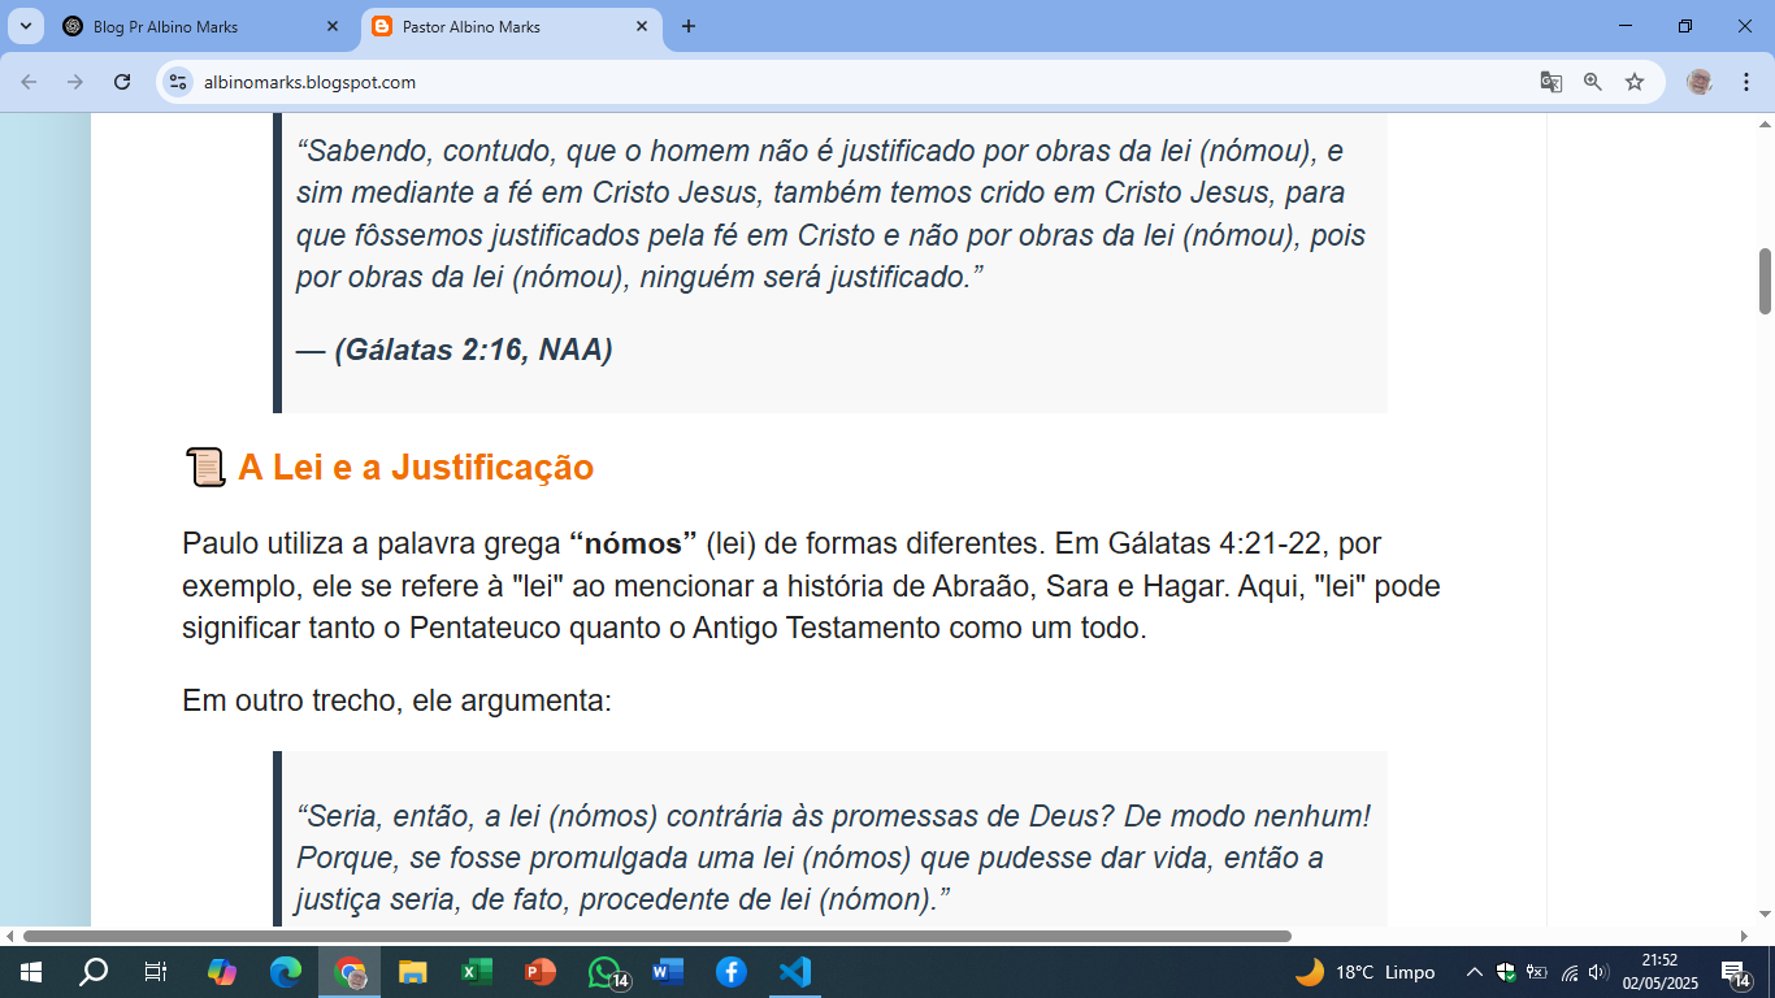 Blog Pr Albino Marks
Pastor Albino Marks
albinomarks.blogspot.com
“Sabendo, contudo, que o homem não é justificado por obras da lei (nómou), e
sim mediante a fé em Cristo Jesus, também temos crido em Cristo Jesus, para
que fôssemos justificados pela fé em Cristo e não por obras da lei (nómou), pois
por obras da lei (nómou), ninguém será justificado.”
— (Gálatas 2:16, NAA)
A Lei e a Justificação
Paulo utiliza a palavra grega “nómos” (lei) de formas diferentes. Em Gálatas 4:21-22, por
exemplo, ele se refere à "lei" ao mencionar a história de Abraão, Sara e Hagar. Aqui, "lei" pode
significar tanto o Pentateuco quanto o Antigo Testamento como um todo.
Em outro trecho, ele argumenta:
“Seria, então, a lei (nómos) contrária às promessas de Deus? De modo nenhum!
Porque, se fosse promulgada uma lei (nómos) que pudesse dar vida, então a
justiça seria, de fato, procedente de lei (nómon).”
14
18°C Limpo
21:52
02/05/2025
14